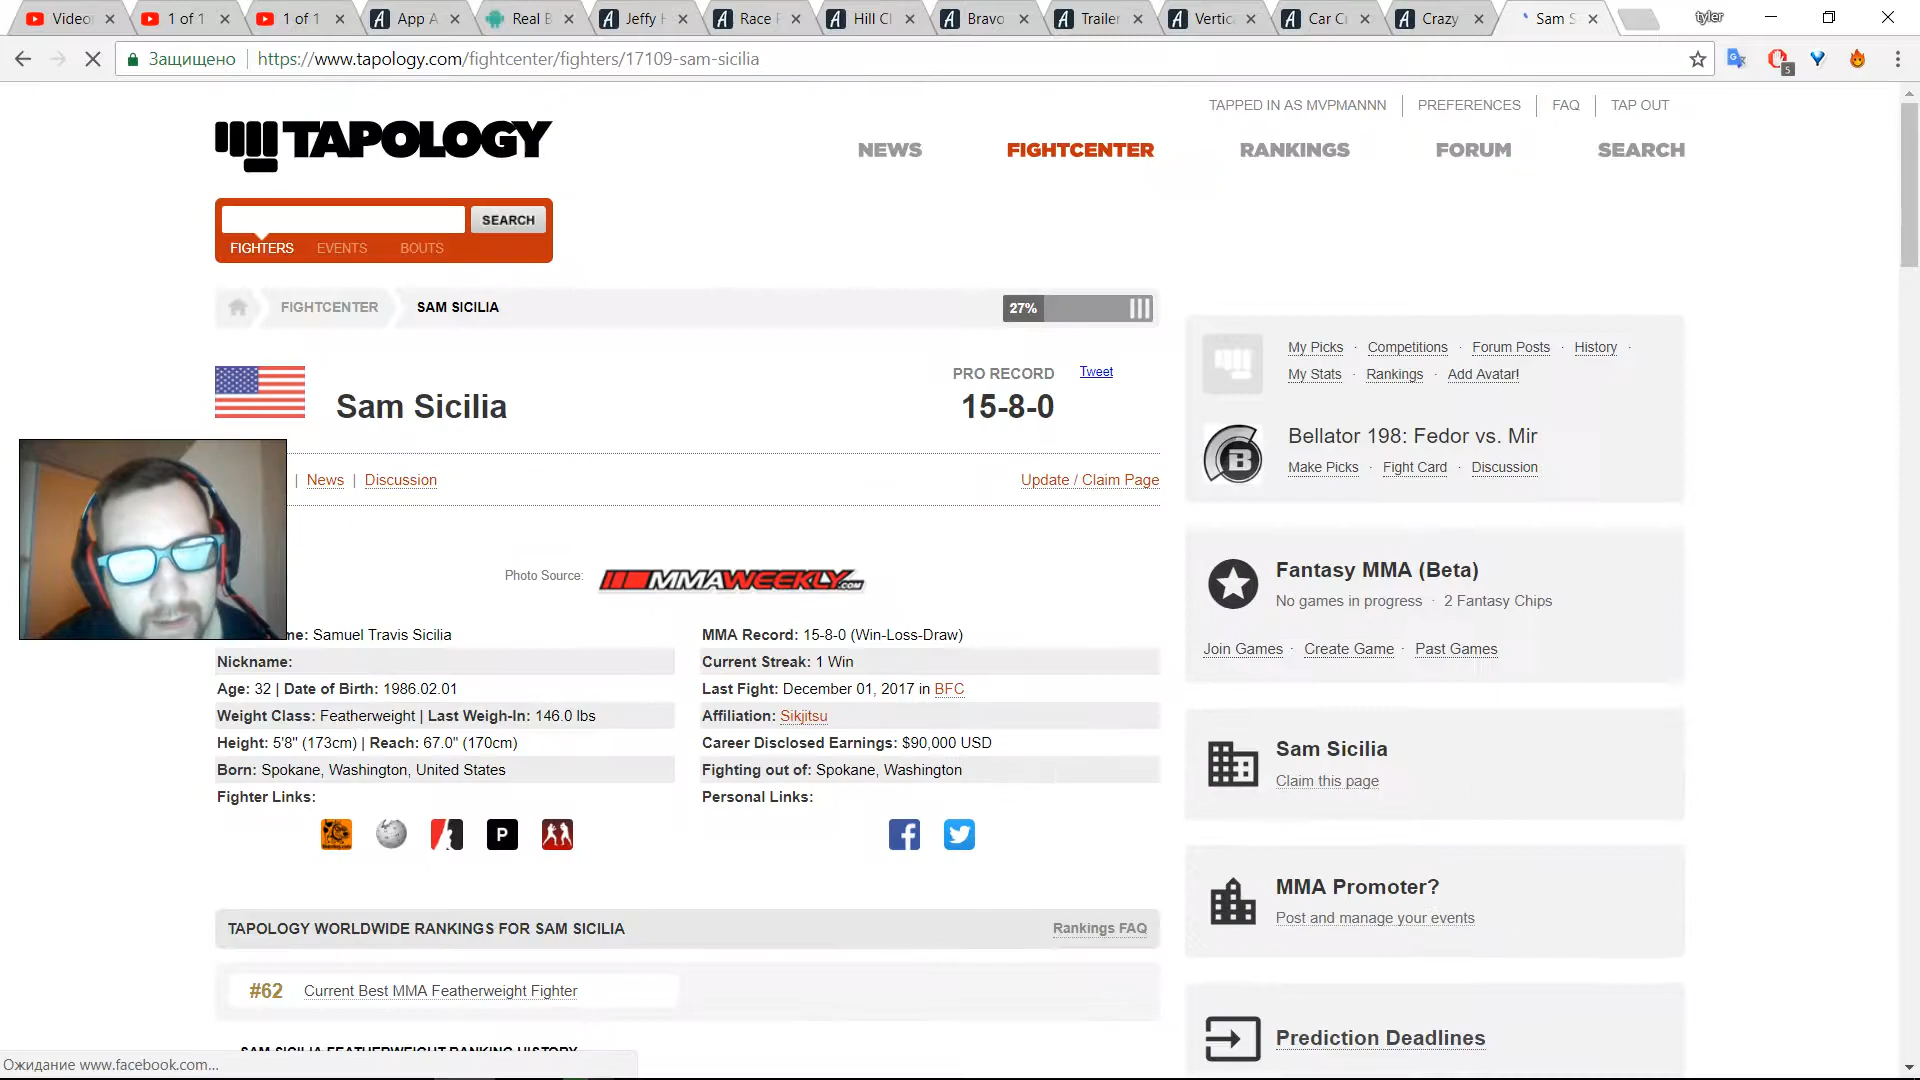 Video
1 of 1
1 of 1
App A
Real B
Jeffy H
Race
Hill Cl
Bravo
Trailer
Vertic
Car Cr
Crazy
Sam S
tyler
Защищено
https://www.tapology.com/fightcenter/fighters/17109-sam-sicilia
5
TAPPED IN AS MVPMANNN
PREFERENCES
FAQ
TAP OUT
TAPOLOGY
NEWS
FIGHTCENTER
RANKINGS
FORUM
SEARCH
SEARCH
FIGHTERS
EVENTS
BOUTS
FIGHTCENTER
SAM SICILIA
27%
Sam Sicilia
PRO RECORD
Tweet
15-8-0
| News | Discussion
Update / Claim Page
Photo Source:
MMAWEEKLY.COM
me: Samuel Travis Sicilia
Nickname:
Age: 32 | Date of Birth: 1986.02.01
Weight Class: Featherweight | Last Weigh-In: 146.0 lbs
Height: 5'8" (173cm) | Reach: 67.0" (170cm)
Born: Spokane, Washington, United States
Fighter Links:
P
MMA Record: 15-8-0 (Win-Loss-Draw)
Current Streak: 1 Win
Last Fight: December 01, 2017 in BFC
Affiliation: Sikjitsu
Career Disclosed Earnings: $90,000 USD
Fighting out of: Spokane, Washington
Personal Links:
TAPOLOGY WORLDWIDE RANKINGS FOR SAM SICILIA
Rankings FAQ
#62 Current Best MMA Featherweight Fighter
SAM SICILIA FEATHERWEIGHT RANKING HISTORY
My Picks · Competitions · Forum Posts · History ·
My Stats · Rankings · Add Avatar!
B
Bellator 198: Fedor vs. Mir
Make Picks · Fight Card · Discussion
Fantasy MMA (Beta)
No games in progress · 2 Fantasy Chips
Join Games · Create Game · Past Games
Sam Sicilia
Claim this page
MMA Promoter?
Post and manage your events
Prediction Deadlines
Ожидание www.facebook.com...